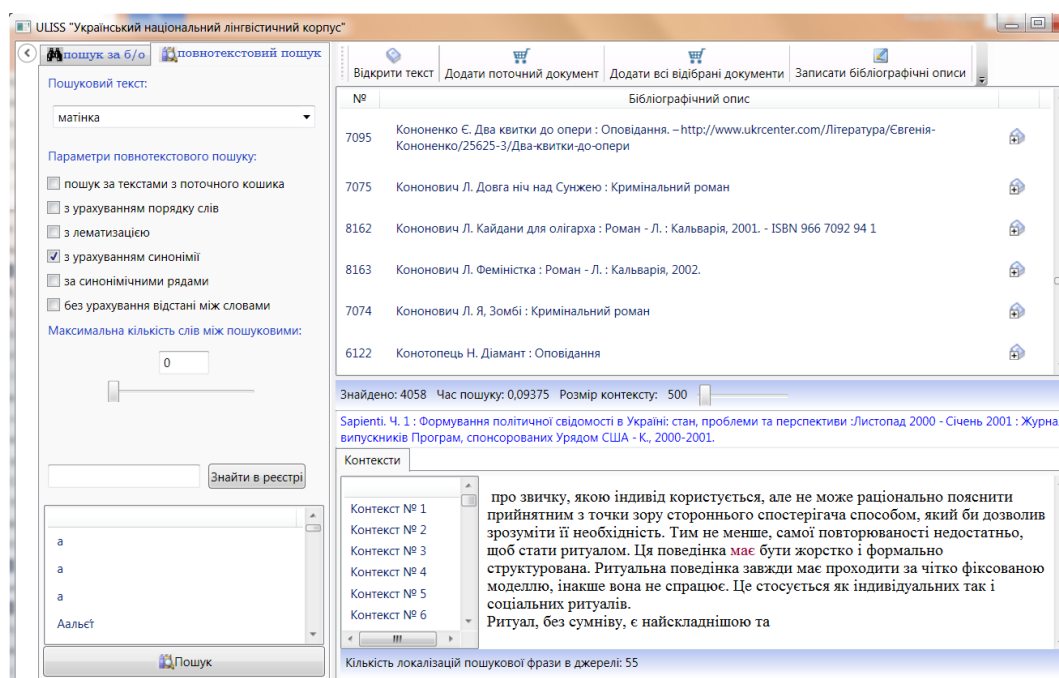 ULISS "Український національний лінгвістичний корпус"
пошук за б/о
повнотекстовий пошук
Пошуковий текст:
матінка
Параметри повнотекстового пошуку:
пошук за текстами з поточного кошика
з урахуванням порядку слів
з лематизацією
з урахуванням синонімії
за синонімічними рядами
без урахування відстані між словами
Максимальна кількість слів між пошуковими:
0
Знайти в реєстрі
а
а
а
Аальєґ
Пошук
Відкрити текст
Додати поточний документ
Додати всі відібрані документи
Записати бібліографічні описи
№
Бібліографічний опис
7095
Кононенко Є. Два квитки до опери : Оповідання. – http://www.ukrcenter.com/Література/Євгенія-
Кононенко/25625-3/Два-квитки-до-опери
7075
Кононович Л. Довга ніч над Сунжею : Кримінальний роман
8162
Кононович Л. Кайдани для олігарха : Роман - Л. : Кальварія, 2001. - ISBN 966 7092 94 1
8163
Кононович Л. Феміністка : Роман - Л. : Кальварія, 2002.
7074
Кононович Л. Я, Зомбі : Кримінальний роман
6122
Конотопець Н. Діамант : Оповідання
Знайдено: 4058 Час пошуку: 0,09375 Розмір контексту: 500
Sapienti. Ч. 1 : Формування політичної свідомості в Україні: стан, проблеми та перспективи :Листопад 2000 - Січень 2001 : Журна
випускників Програм, спонсорованих Урядом США - К., 2000-2001.
Контексти
Контекст № 1
Контекст № 2
Контекст № 3
Контекст № 4
Контекст № 5
Контекст № 6
про звичку, якою індивід користується, але не може раціонально пояснити
прийнятним з точки зору стороннього спостерігача способом, який би дозволив
зрозуміти її необхідність. Тим не менше, самої повторюваності недостатньо,
щоб стати ритуалом. Ця поведінка має бути жорстко і формально
структурована. Ритуальна поведінка завжди має проходити за чітко фіксованою
моделлю, інакше вона не спрацює. Це стосується як індивідуальних так і
соціальних ритуалів.
Ритуал, без сумніву, є найскладнішою та
Кількість локалізацій пошукової фрази в джерелі: 55